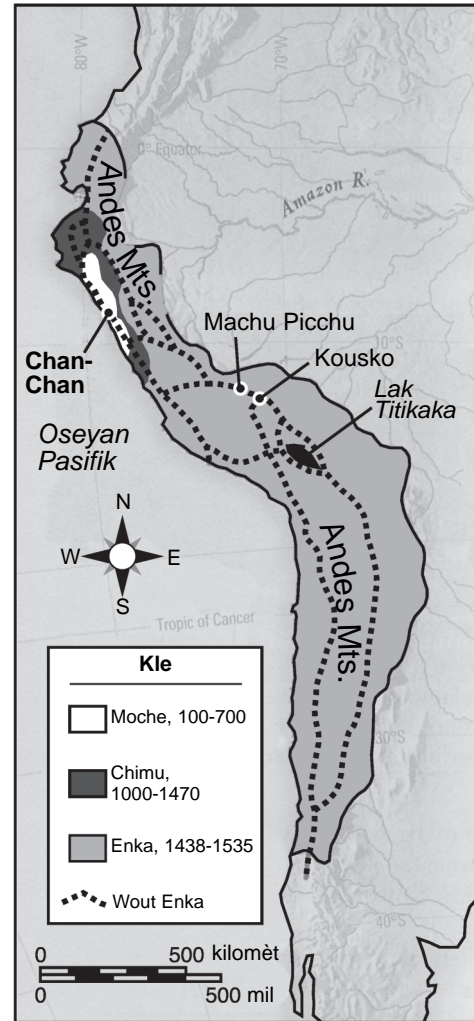 80°W
70°W
0° Equator
Amazon R.
Andes Mts.
10°S
Machu Picchu
Kousko
Chan-
Chan
Lak
Titikaka
Oseyan
Pasifik
N
W
E
S
Andes Mts.
Tropic of Cancer
30°S
40°S
Kle
Moche, 100-700
Chimu,
1000-1470
Enka, 1438-1535
Wout Enka
0 500 kilomèt
0 500 mil